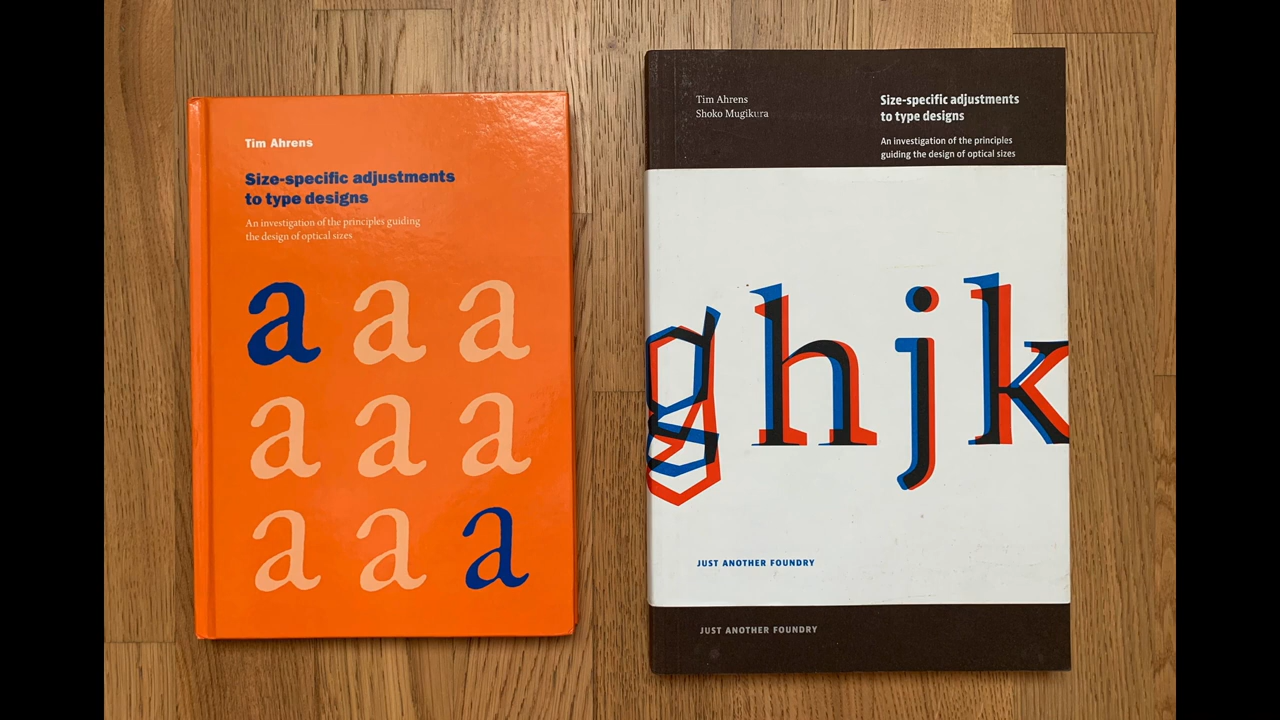 Tim Ahrens
Size-specific adjustments
to type designs
An investigation of the principles guiding
the design of optical sizes
a a a
a a a
a a a
Tim Ahrens
Shoko Mugikura
Size-specific adjustments
to type designs
An investigation of the principles
guiding the design of optical sizes
ghjk
JUST ANOTHER FOUNDRY
JUST ANOTHER FOUNDRY